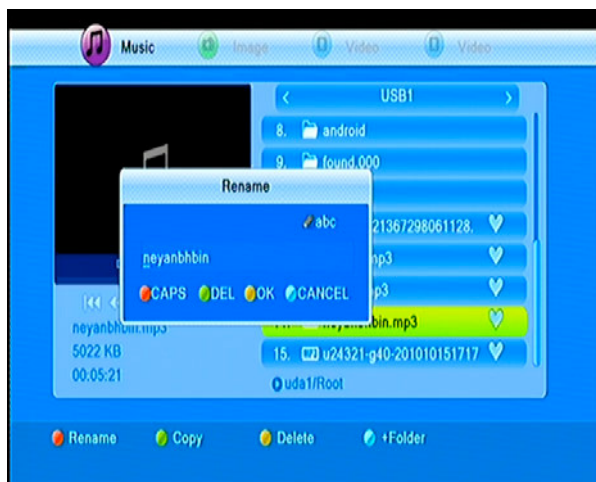 Music
Image
Video
Video
USB1
8. android
9. found.000
21367298061128.
mp3
p3
bin.mp3
15. u24321-g40-201010151717
uda1/Root
Rename
abc
neyanbhbin
CAPS DEL OK CANCEL
neyanbhbin.mp3
5022 KB
00:05:21
Rename Copy Delete +Folder